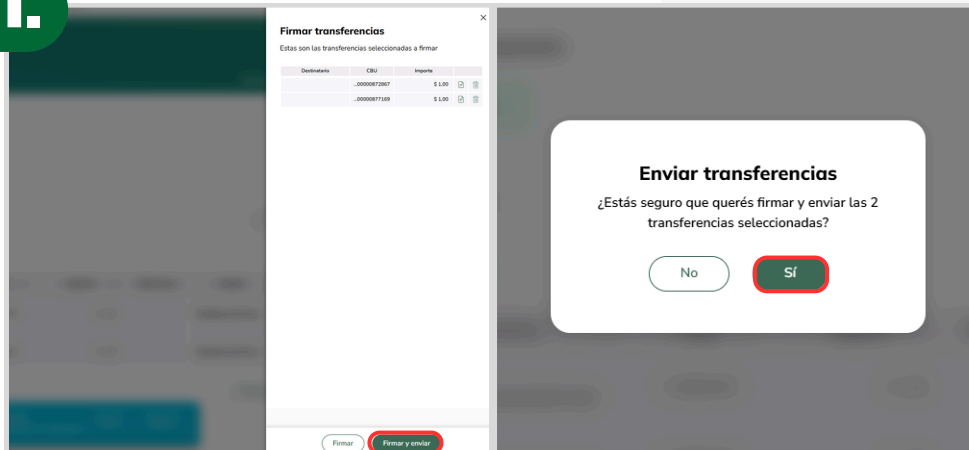 Firmar transferencias
Estas son las transferencias seleccionadas a firmar
Destinatario CBU Importe
..00000872867 $ 1,00
..00000877169 $ 1,00
Firmar Firmar y enviar
Enviar transferencias
¿Estás seguro que querés firmar y enviar las 2
transferencias seleccionadas?
No Sí